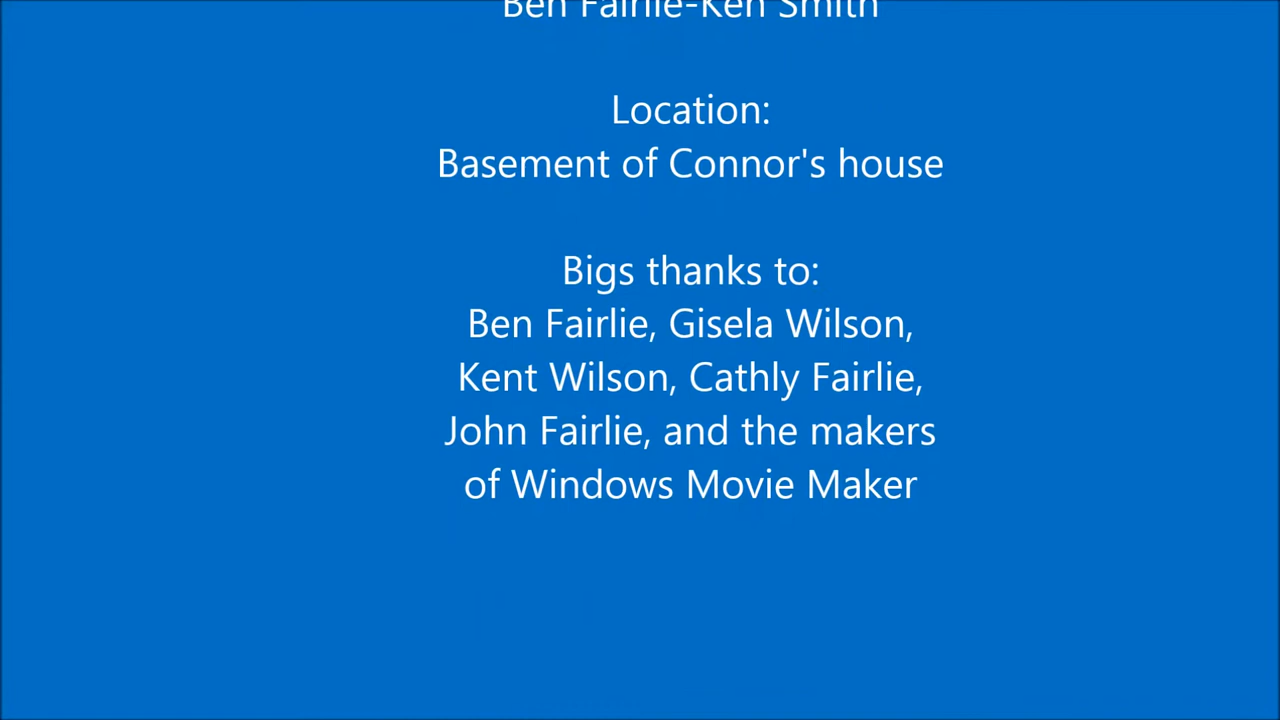 Ben Fairlie-Ken Smith
Location:
Basement of Connor's house
Bigs thanks to:
Ben Fairlie, Gisela Wilson,
Kent Wilson, Cathly Fairlie,
John Fairlie, and the makers
of Windows Movie Maker